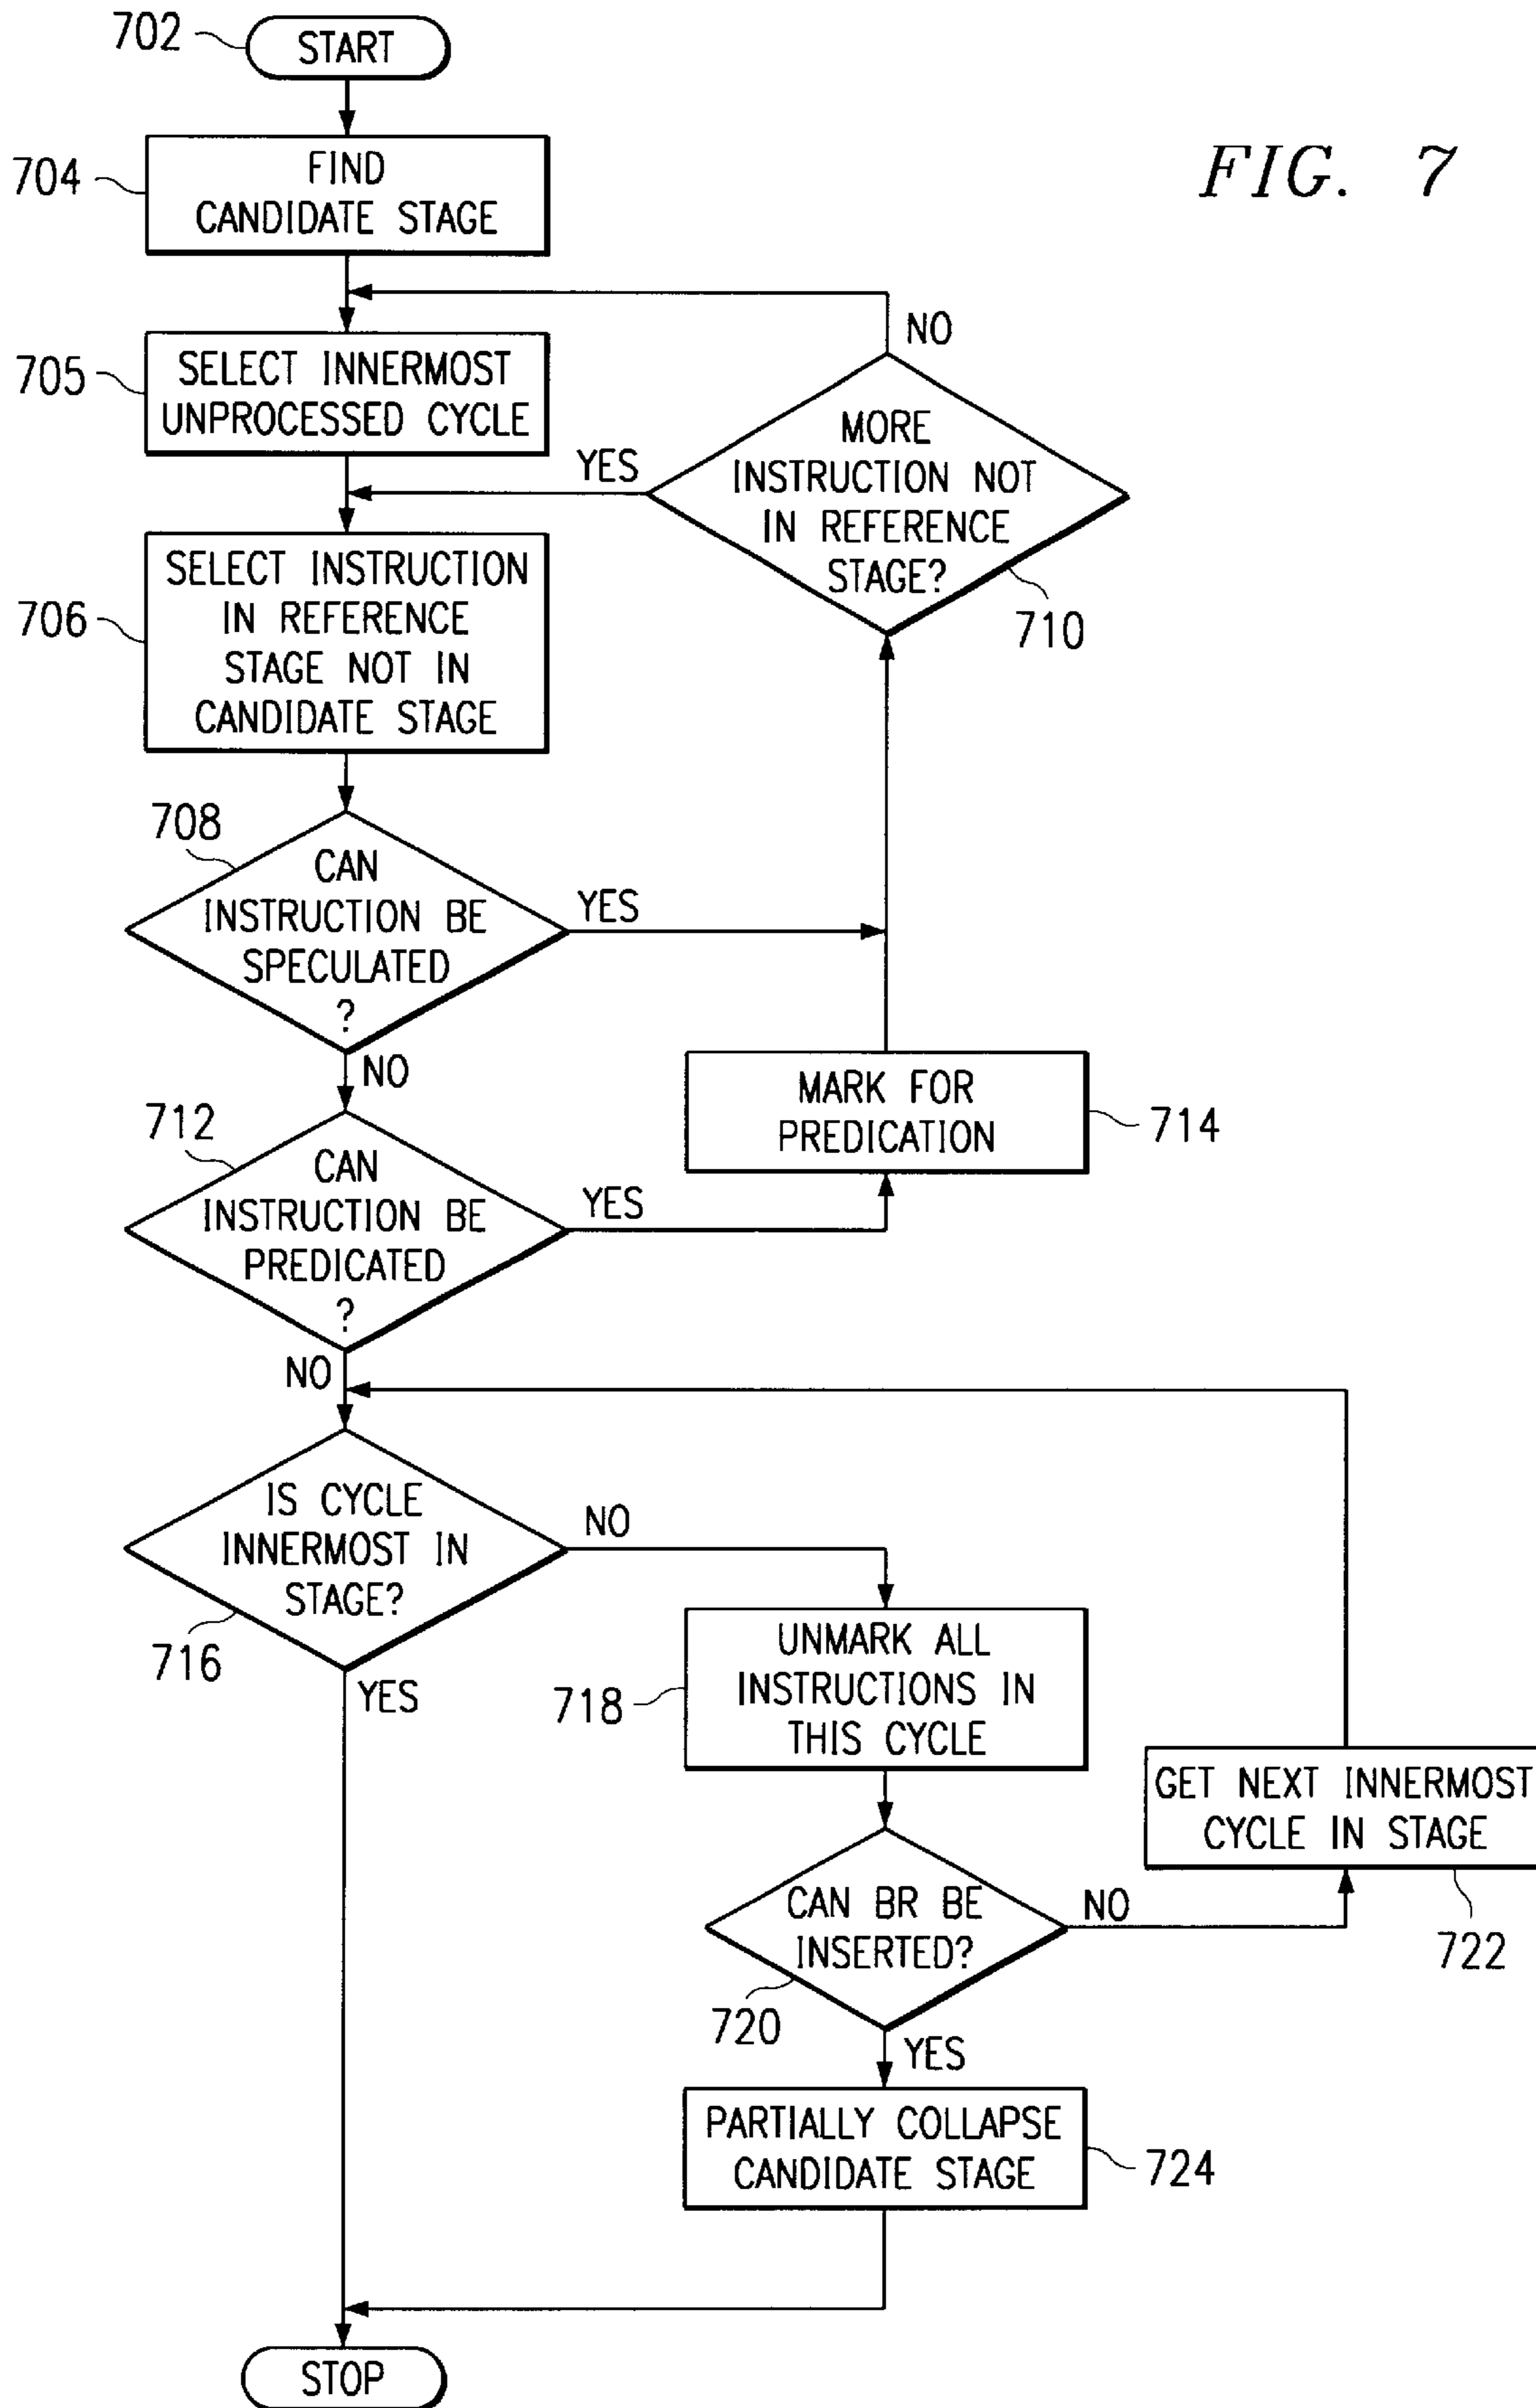 702
START
FIG. 7
704
FIND
CANDIDATE STAGE
NO
705
SELECT INNERMOST
UNPROCESSED CYCLE
YES
MORE
INSTRUCTION NOT
IN REFERENCE
STAGE?
710
706
SELECT INSTRUCTION
IN REFERENCE
STAGE NOT IN
CANDIDATE STAGE
708
CAN
INSTRUCTION BE
SPECULATED
?
YES
NO
MARK FOR
PREDICATION
714
712
CAN
INSTRUCTION BE
PREDICATED
?
YES
NO
IS CYCLE
INNERMOST IN
STAGE?
NO
716
YES
718
UNMARK ALL
INSTRUCTIONS IN
THIS CYCLE
GET NEXT INNERMOST
CYCLE IN STAGE
722
CAN BR BE
INSERTED?
NO
720
YES
PARTIALLY COLLAPSE
CANDIDATE STAGE
724
STOP